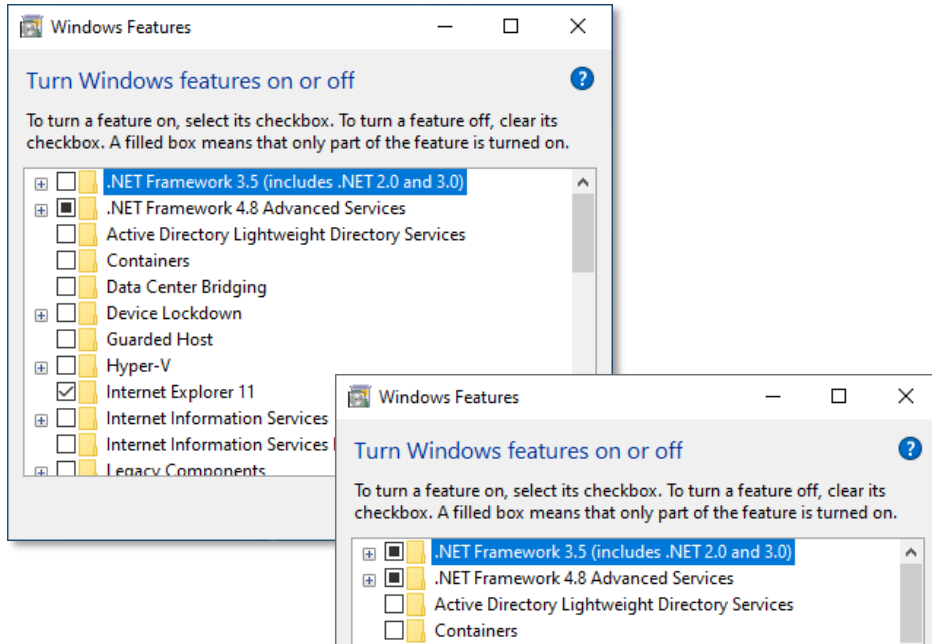 Windows Features
Turn Windows features on or off
To turn a feature on, select its checkbox. To turn a feature off, clear its
checkbox. A filled box means that only part of the feature is turned on.
.NET Framework 3.5 (includes .NET 2.0 and 3.0)
.NET Framework 4.8 Advanced Services
Active Directory Lightweight Directory Services
Containers
Data Center Bridging
Device Lockdown
Guarded Host
Hyper-V
Internet Explorer 11
Internet Information Services
Internet Information Services
Legacy Components
Windows Features
Turn Windows features on or off
To turn a feature on, select its checkbox. To turn a feature off, clear its
checkbox. A filled box means that only part of the feature is turned on.
.NET Framework 3.5 (includes .NET 2.0 and 3.0)
.NET Framework 4.8 Advanced Services
Active Directory Lightweight Directory Services
Containers